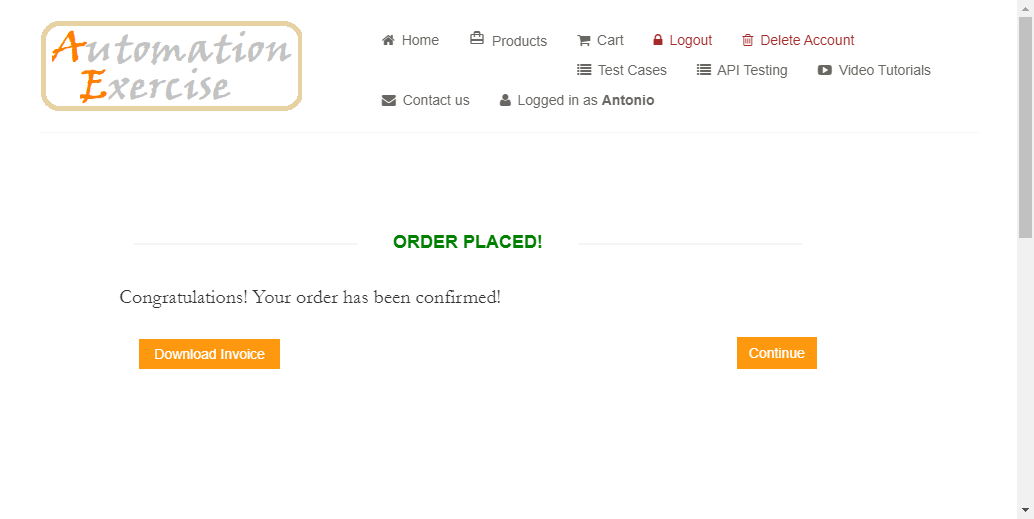 Automation
Exercise
Home Products Cart Logout Delete Account
Test Cases API Testing Video Tutorials
Contact us Logged in as Antonio
ORDER PLACED!
Congratulations! Your order has been confirmed!
Download Invoice Continue